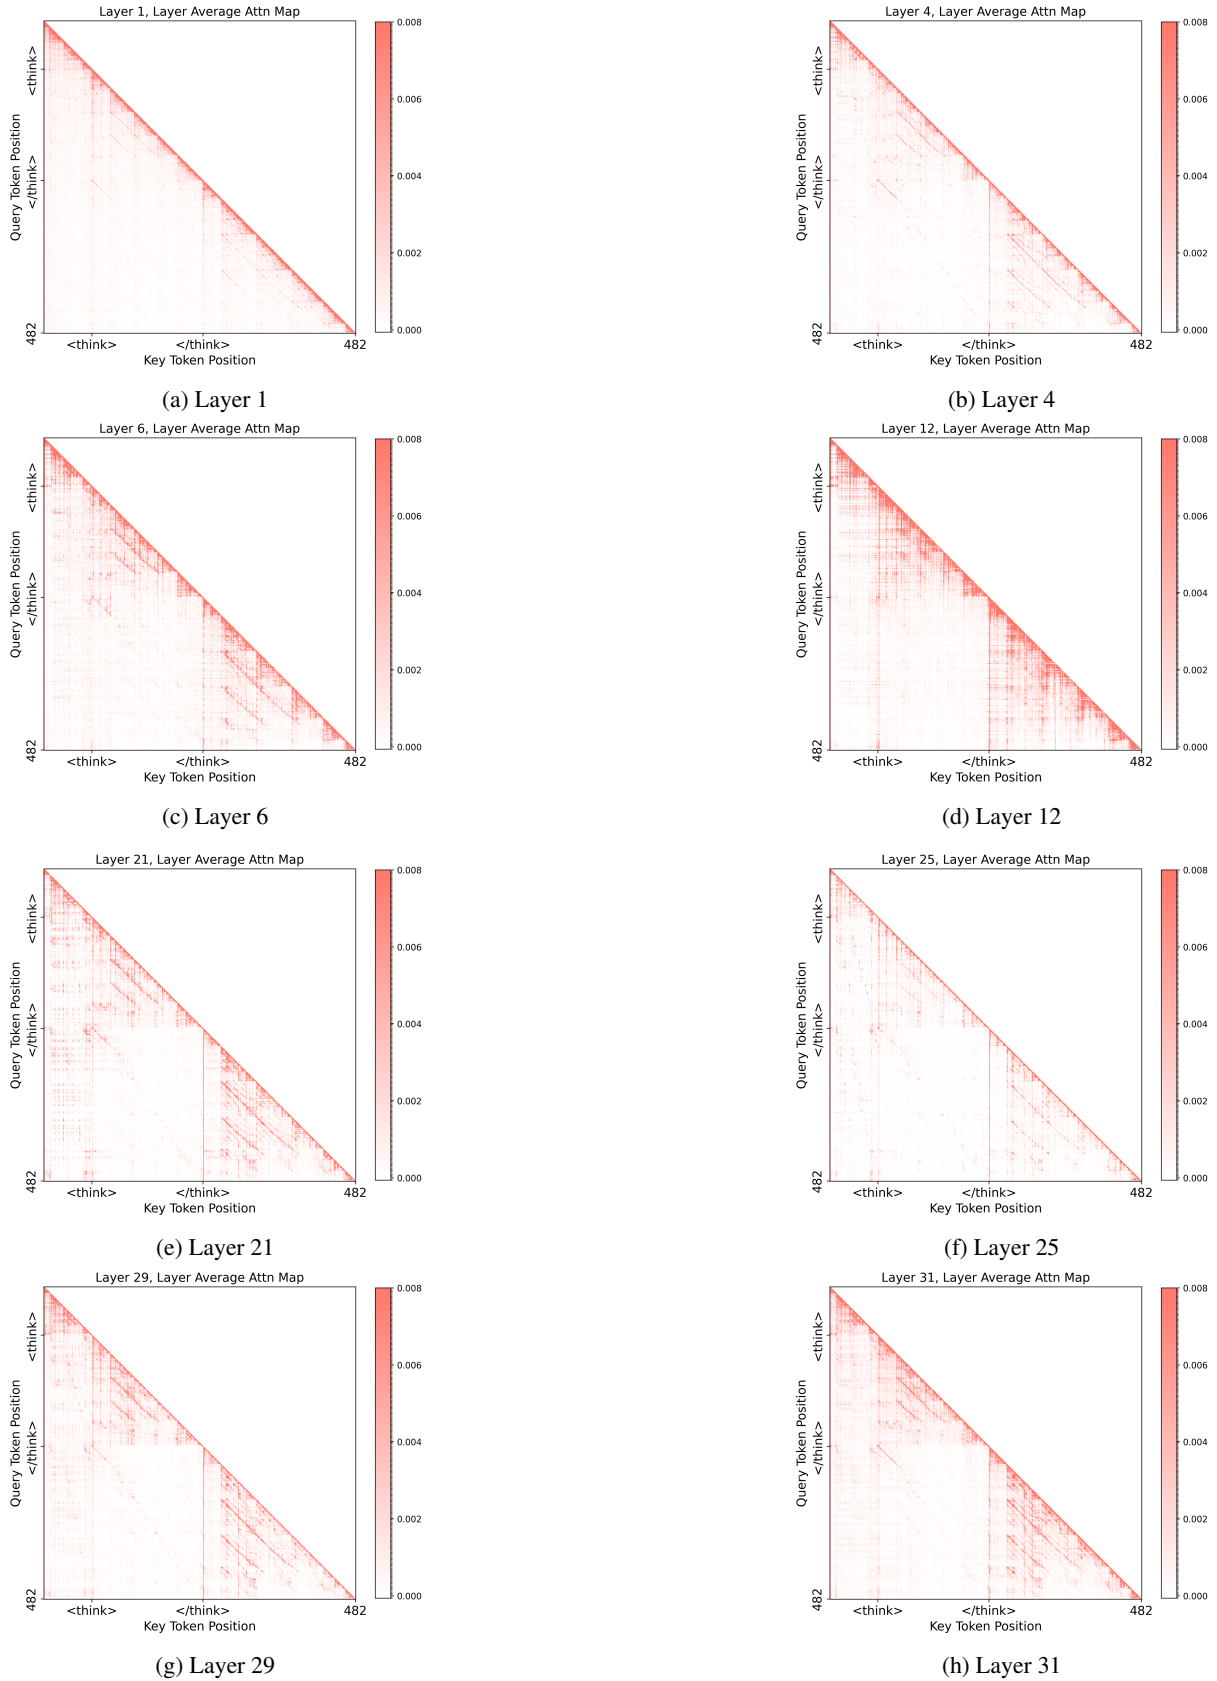 Layer 1, Layer Average Attn Map
Query Token Position
<think>
</think>
482
<think>
</think>
482
Key Token Position
0.008
0.006
0.004
0.002
0.000
(a) Layer 1
Layer 4, Layer Average Attn Map
Query Token Position
<think>
</think>
482
<think>
</think>
482
Key Token Position
0.008
0.006
0.004
0.002
0.000
(b) Layer 4
Layer 6, Layer Average Attn Map
Query Token Position
<think>
</think>
482
<think>
</think>
482
Key Token Position
0.008
0.006
0.004
0.002
0.000
(c) Layer 6
Layer 12, Layer Average Attn Map
Query Token Position
<think>
</think>
482
<think>
</think>
482
Key Token Position
0.008
0.006
0.004
0.002
0.000
(d) Layer 12
Layer 21, Layer Average Attn Map
Query Token Position
<think>
</think>
482
<think>
</think>
482
Key Token Position
0.008
0.006
0.004
0.002
0.000
(e) Layer 21
Layer 25, Layer Average Attn Map
Query Token Position
<think>
</think>
482
<think>
</think>
482
Key Token Position
0.008
0.006
0.004
0.002
0.000
(f) Layer 25
Layer 29, Layer Average Attn Map
Query Token Position
<think>
</think>
482
<think>
</think>
482
Key Token Position
0.008
0.006
0.004
0.002
0.000
(g) Layer 29
Layer 31, Layer Average Attn Map
Query Token Position
<think>
</think>
482
<think>
</think>
482
Key Token Position
0.008
0.006
0.004
0.002
0.000
(h) Layer 31